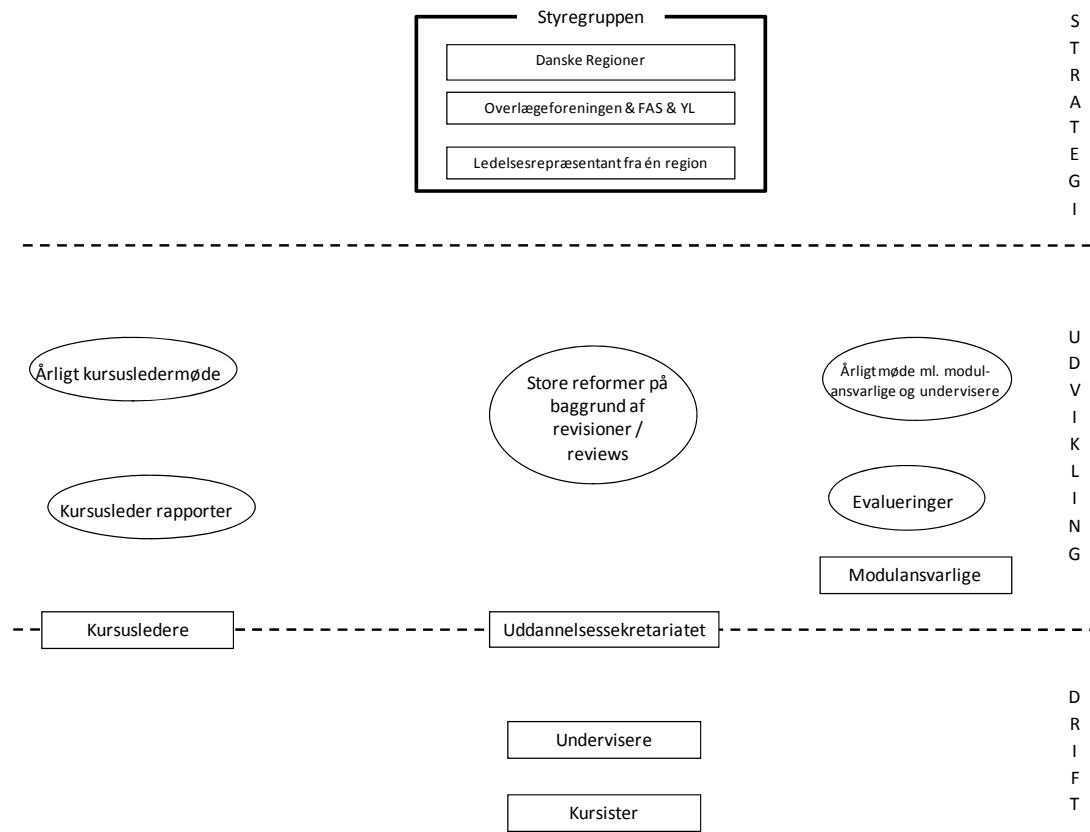 Styregruppen
Danske Regioner
Overlægeforeningen & FAS & YL
Ledelsesrepræsentant fra én region
S
T
R
A
T
E
G
I
Årligt kursusledermøde
Store reformer på
baggrund af
revisioner /
reviews
Årligt møde ml. modul-
ansvarlige og undervisere
Kursusleder rapporter
Evalueringer
Modulansvarlige
U
D
V
I
K
L
I
N
G
Kursusledere
Uddannelsessekretariatet
Undervisere
Kursister
D
R
I
F
T